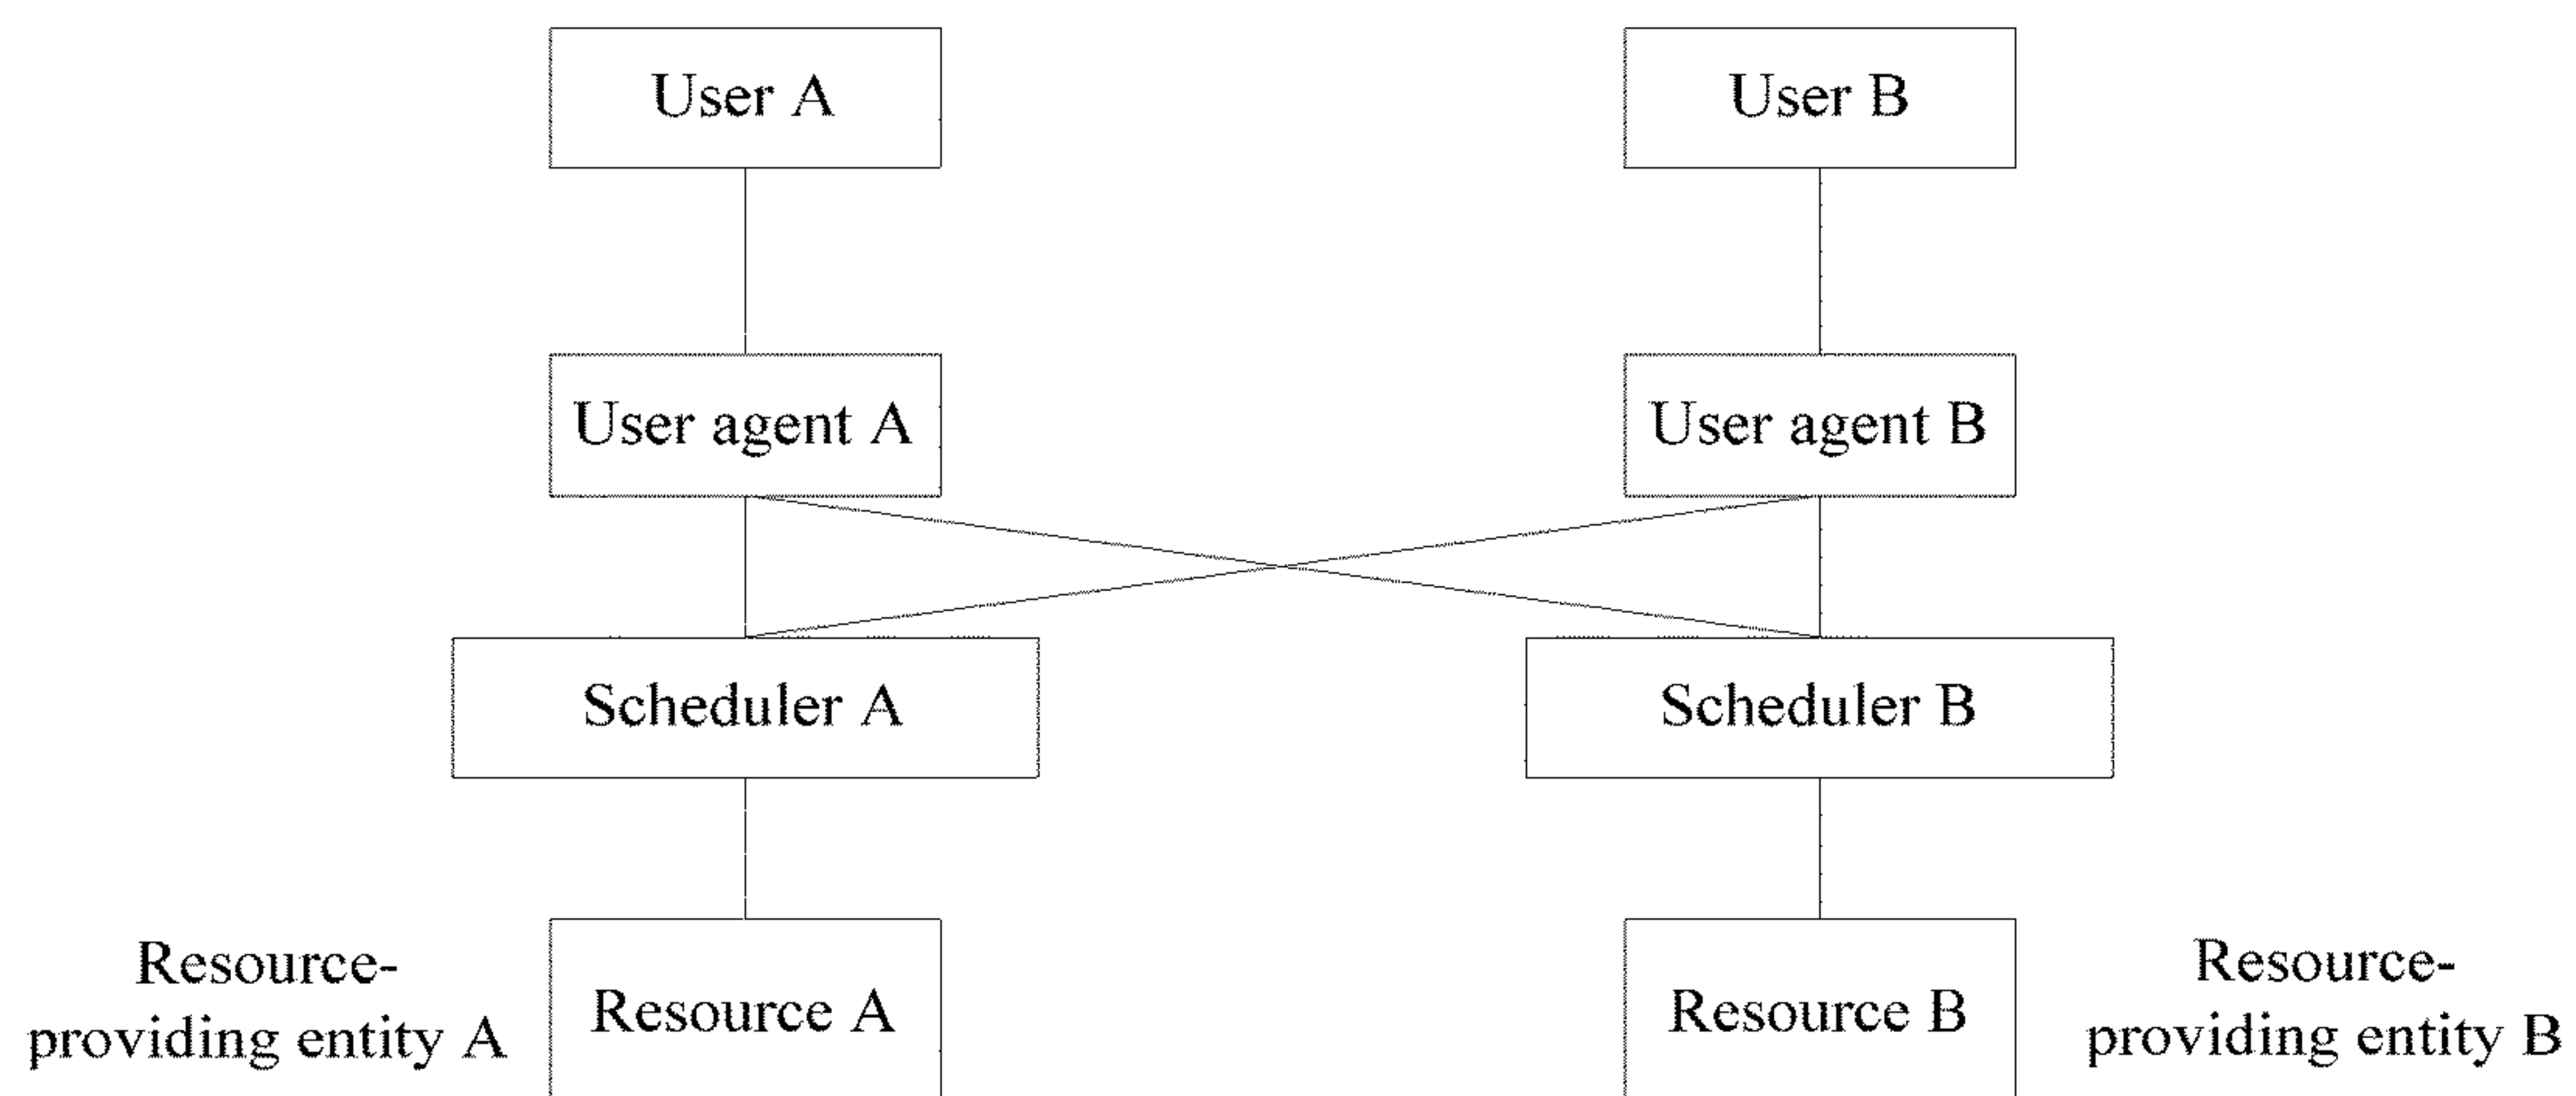 User A
User B
User agent A
User agent B
Scheduler A
Scheduler B
Resource-
providing entity A
Resource A
Resource B
Resource-
providing entity B